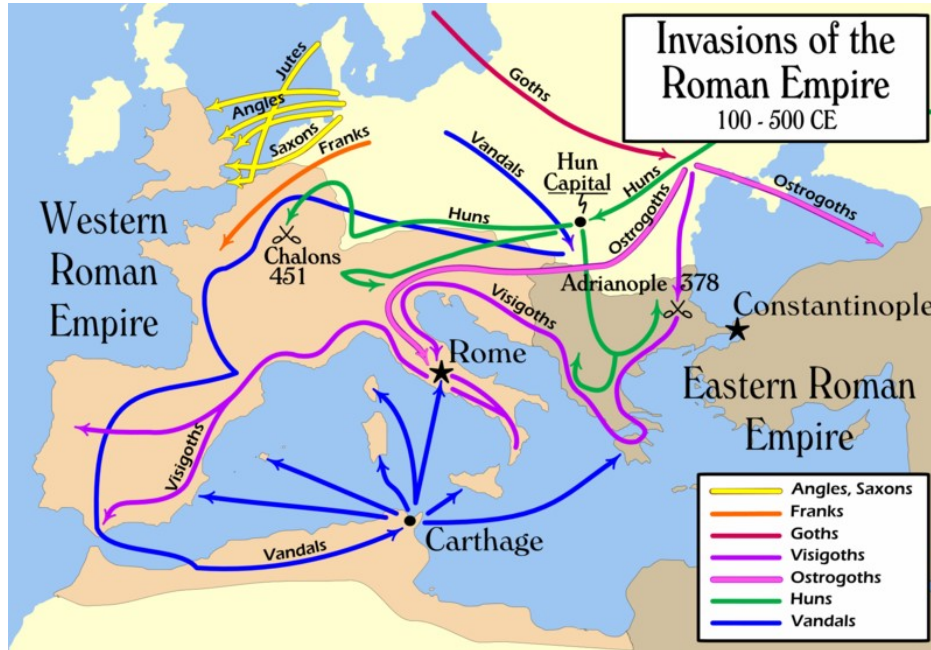 Invasions of the
Roman Empire
100 - 500 CE
Jutes
Angles
Saxons
Franks
Goths
Vandals
Hun
Capital
Huns
Ostrogoths
Ostrogoths
Huns
Western
Roman
Empire
Chalons
451
Adrianople 378
Visigoths
Constantinople
Rome
Eastern Roman
Empire
Visigoths
Vandals
Carthage
Angles, Saxons
Franks
Goths
Visigoths
Ostrogoths
Huns
Vandals